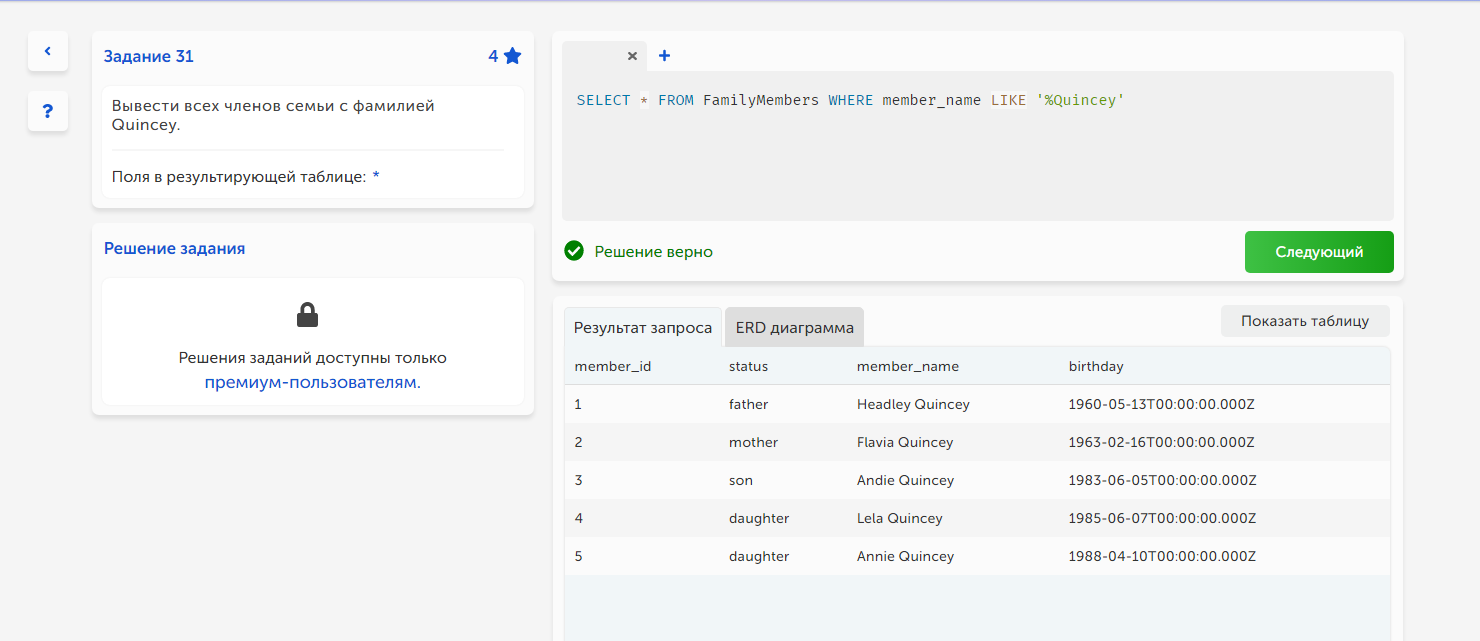 Задание 31
4
Вывести всех членов семьи с фамилией
Quincey.
Поля в результирующей таблице: *
Решение задания
Решения заданий доступны только
премиум-пользователям.
?
SELECT * FROM FamilyMembers WHERE member_name LIKE '%Quincey'
Решение верно
Следующий
Результат запроса
ERD диаграмма
Показать таблицу
member_id status member_name birthday
1 father Headley Quincey 1960-05-13T00:00:00.000Z
2 mother Flavia Quincey 1963-02-16T00:00:00.000Z
3 son Andie Quincey 1983-06-05T00:00:00.000Z
4 daughter Lela Quincey 1985-06-07T00:00:00.000Z
5 daughter Annie Quincey 1988-04-10T00:00:00.000Z